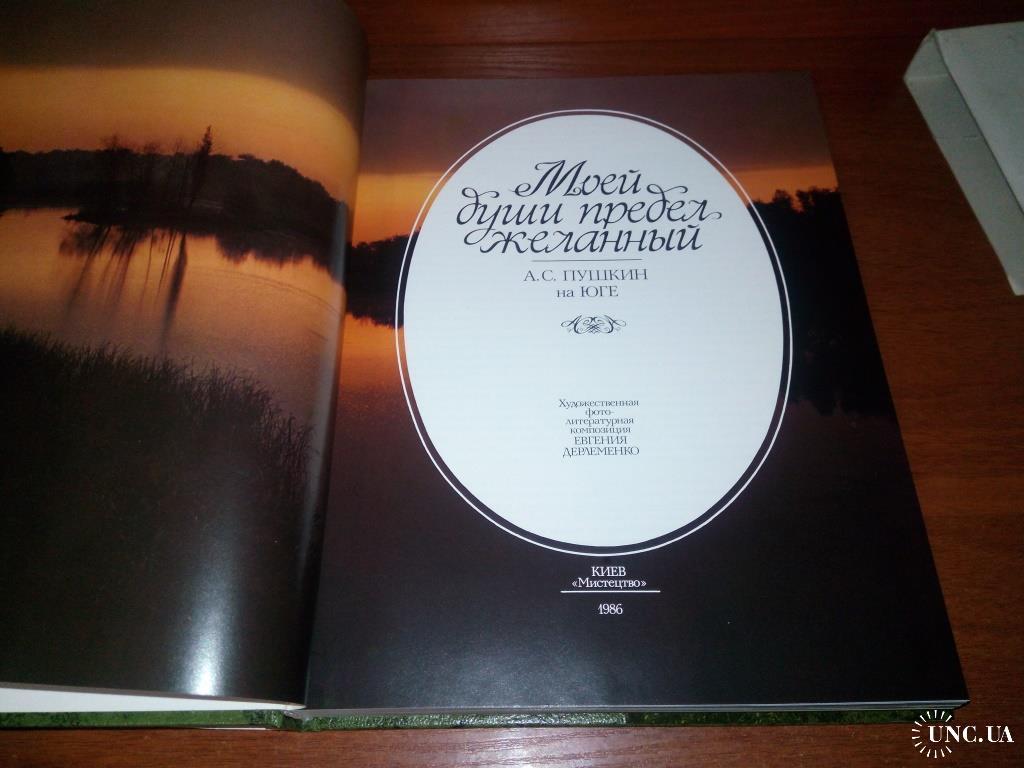 Моей
души предел
желанный
А.С. ПУШКИН
на ЮГЕ
Художественная
фото-
литературная
композиция
ЕВГЕНИЯ
ДЕРЛЕМЕНКО
КИЕВ
«Мистецтво»
1986
UNC.UA